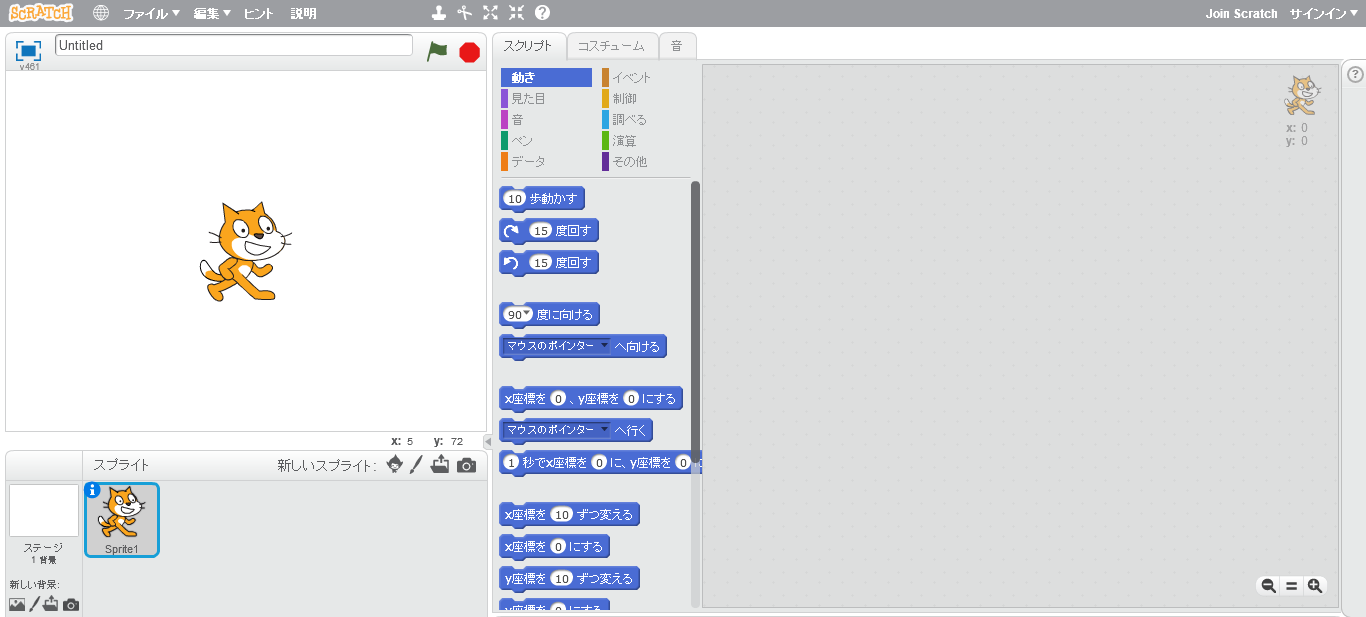 SCRATCH ファイル▼ 編集▼ ヒント 説明 Join Scratch サインイン▼
v461
Untitled
スクリプト コスチューム 音
動き イベント
見た目 制御
音 調べる
ペン 演算
データ その他
10 歩動かす
15 度回す
15 度回す
90▼ 度に向ける
マウスのポインター▼ へ向ける
x座標を 0 、y座標を 0 にする
マウスのポインター▼ へ行く
1 秒でx座標を 0 に、y座標を 0
x座標を 10 ずつ変える
x座標を 0 にする
y座標を 10 ずつ変える
y座標を 0 にする
x: 0
y: 0
x: 5 y: 72
スプライト 新しいスプライト:
Sprite1
ステージ
1 背景
新しい背景: